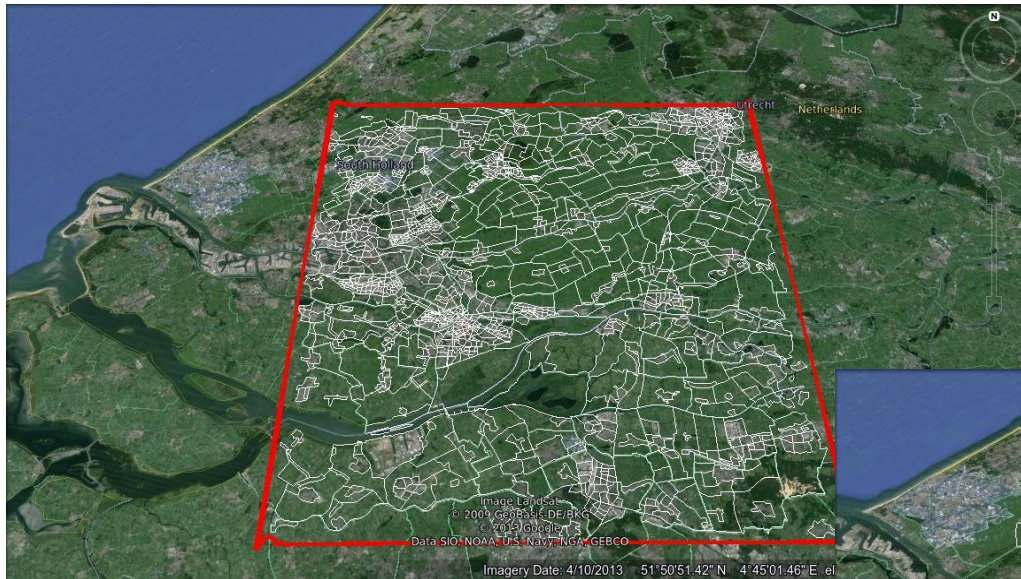 N
Utrecht
Netherlands
South Holland
Image Landsat
© 2009 GeoBasis-DE/BKG
© 2013 Google
Data SIO, NOAA, U.S. Navy, NGA, GEBCO
Imagery Date: 4/10/2013 51°50'51.42" N 4°45'01.46" E el